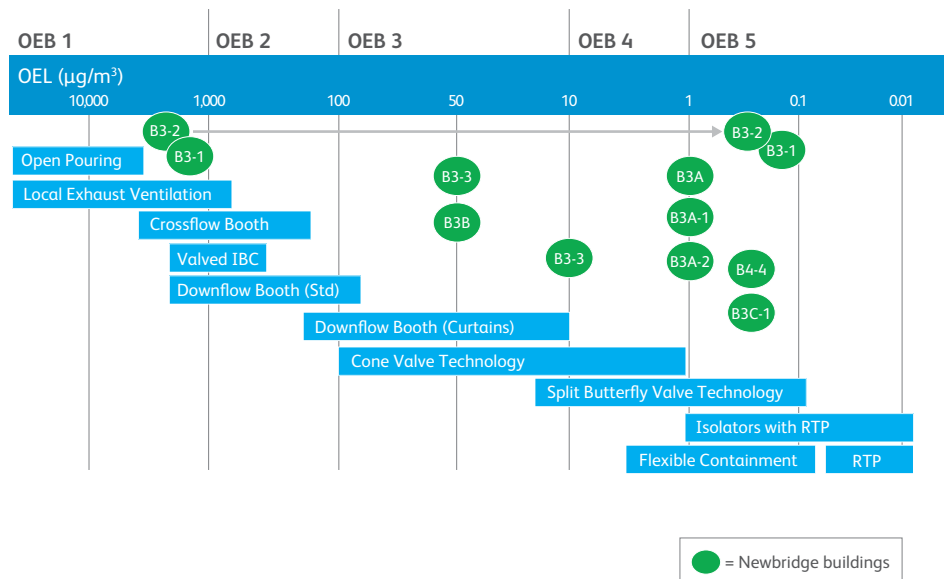 OEB 1 OEB 2 OEB 3 OEB 4 OEB 5
OEL (µg/m³)
10,000 1,000 100 50 10 1 0.1 0.01
B3-2 B3-2
B3-1 B3-1
Open Pouring
B3-3 B3A
Local Exhaust Ventilation
Crossflow Booth B3B B3A-1
Valved IBC B3-3 B3A-2 B4-4
Downflow Booth (Std)
B3C-1
Downflow Booth (Curtains)
Cone Valve Technology
Split Butterfly Valve Technology
Isolators with RTP
Flexible Containment RTP
= Newbridge buildings